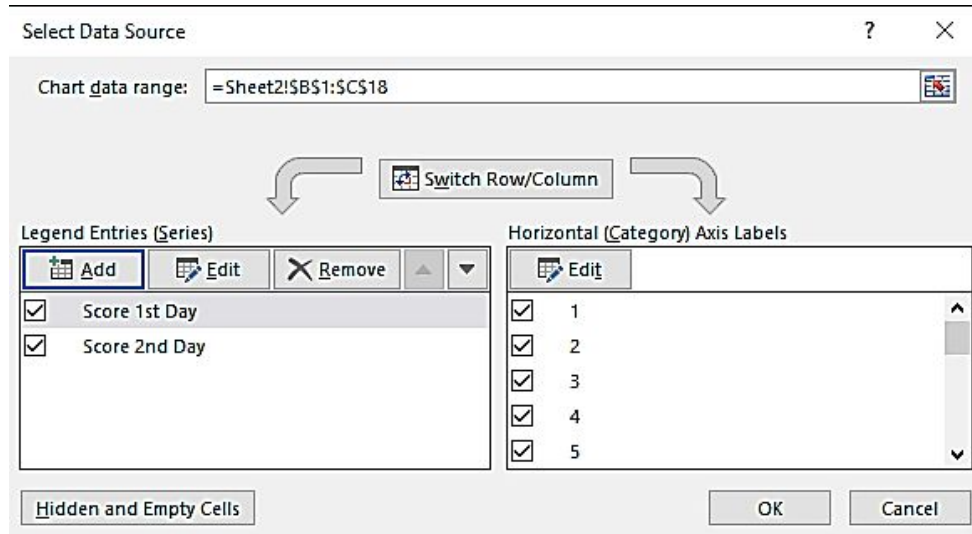 Select Data Source ?
Chart data range: =Sheet2!$B$1:$C$18
Switch Row/Column
Legend Entries (Series)
Horizontal (Category) Axis Labels
Add Edit Remove
Edit
Score 1st Day
Score 2nd Day
1
2
3
4
5
Hidden and Empty Cells
OK Cancel